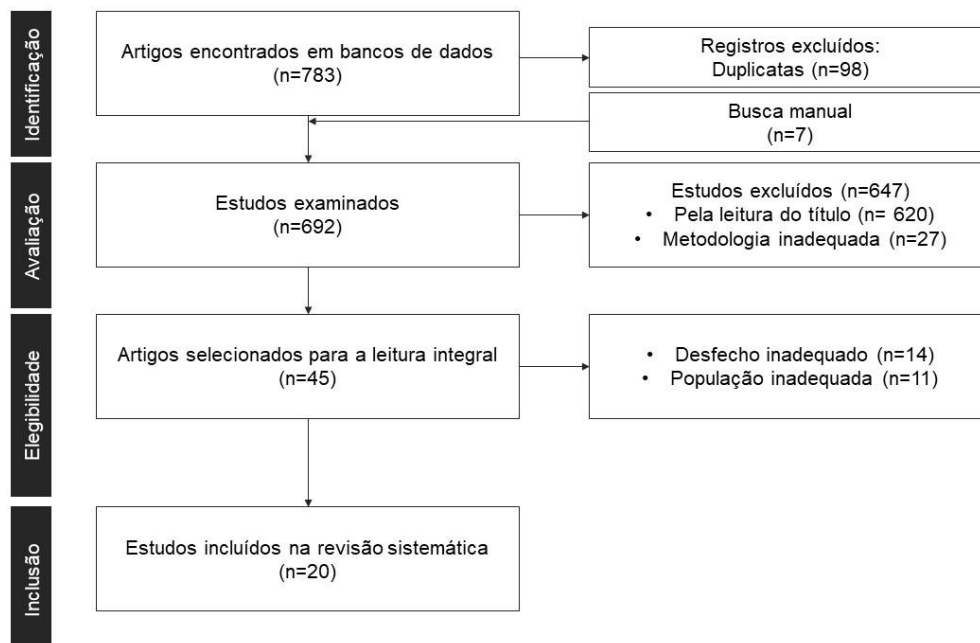 Identificação
Artigos encontrados em bancos de dados
(n=783)
Registros excluídos:
Duplicatas (n=98)
Busca manual
(n=7)
Avaliação
Estudos examinados
(n=692)
Estudos excluídos (n=647)
• Pela leitura do título (n= 620)
• Metodologia inadequada (n=27)
Elegibilidade
Artigos selecionados para a leitura integral
(n=45)
• Desfecho inadequado (n=14)
• População inadequada (n=11)
Inclusão
Estudos incluídos na revisão sistemática
(n=20)